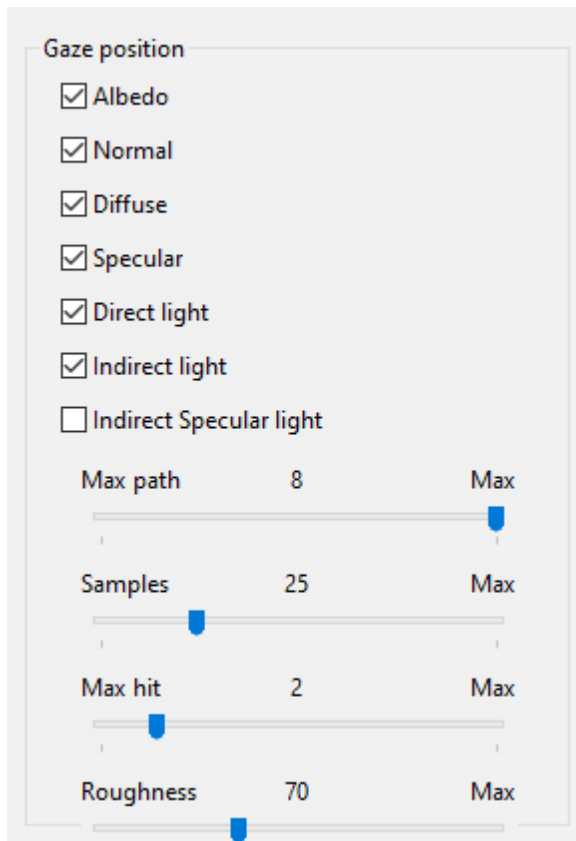 Gaze position
Albedo
Normal
Diffuse
Specular
Direct light
Indirect light
Indirect Specular light
Max path 8 Max
Samples 25 Max
Max hit 2 Max
Roughness 70 Max